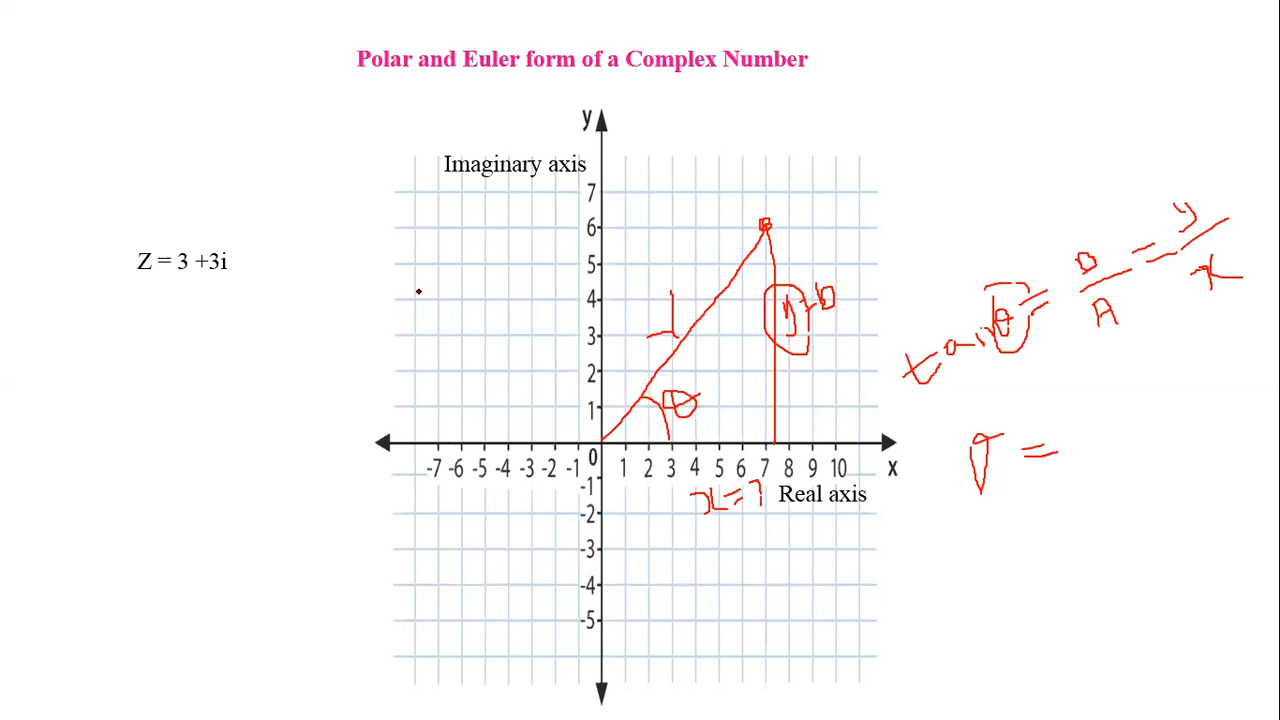 Polar and Euler form of a Complex Number
y
Imaginary axis
7
6
5
4
3
2
1
Z = 3 +3i
y=6
r
θ
tanθ = O/A = y/x
r =
-7 -6 -5 -4 -3 -2 -1 0 1 2 3 4 5 6 7 8 9 10 x
x=7
Real axis
-1
-2
-3
-4
-5